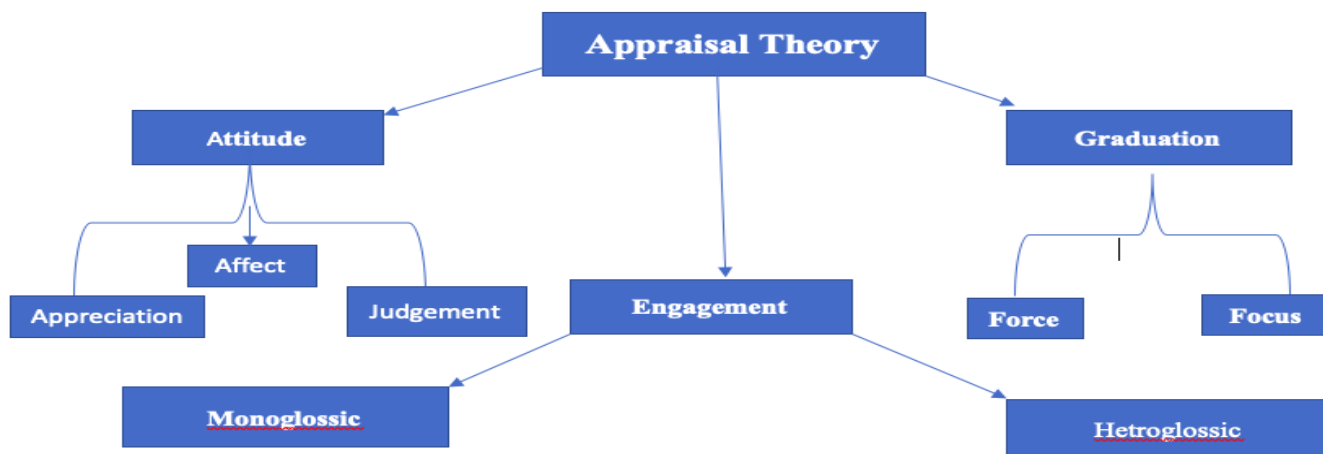 Appraisal Theory
Attitude
Graduation
Affect
Appreciation
Judgement
Engagement
Force
Focus
Monoglossic
Hetroglossic